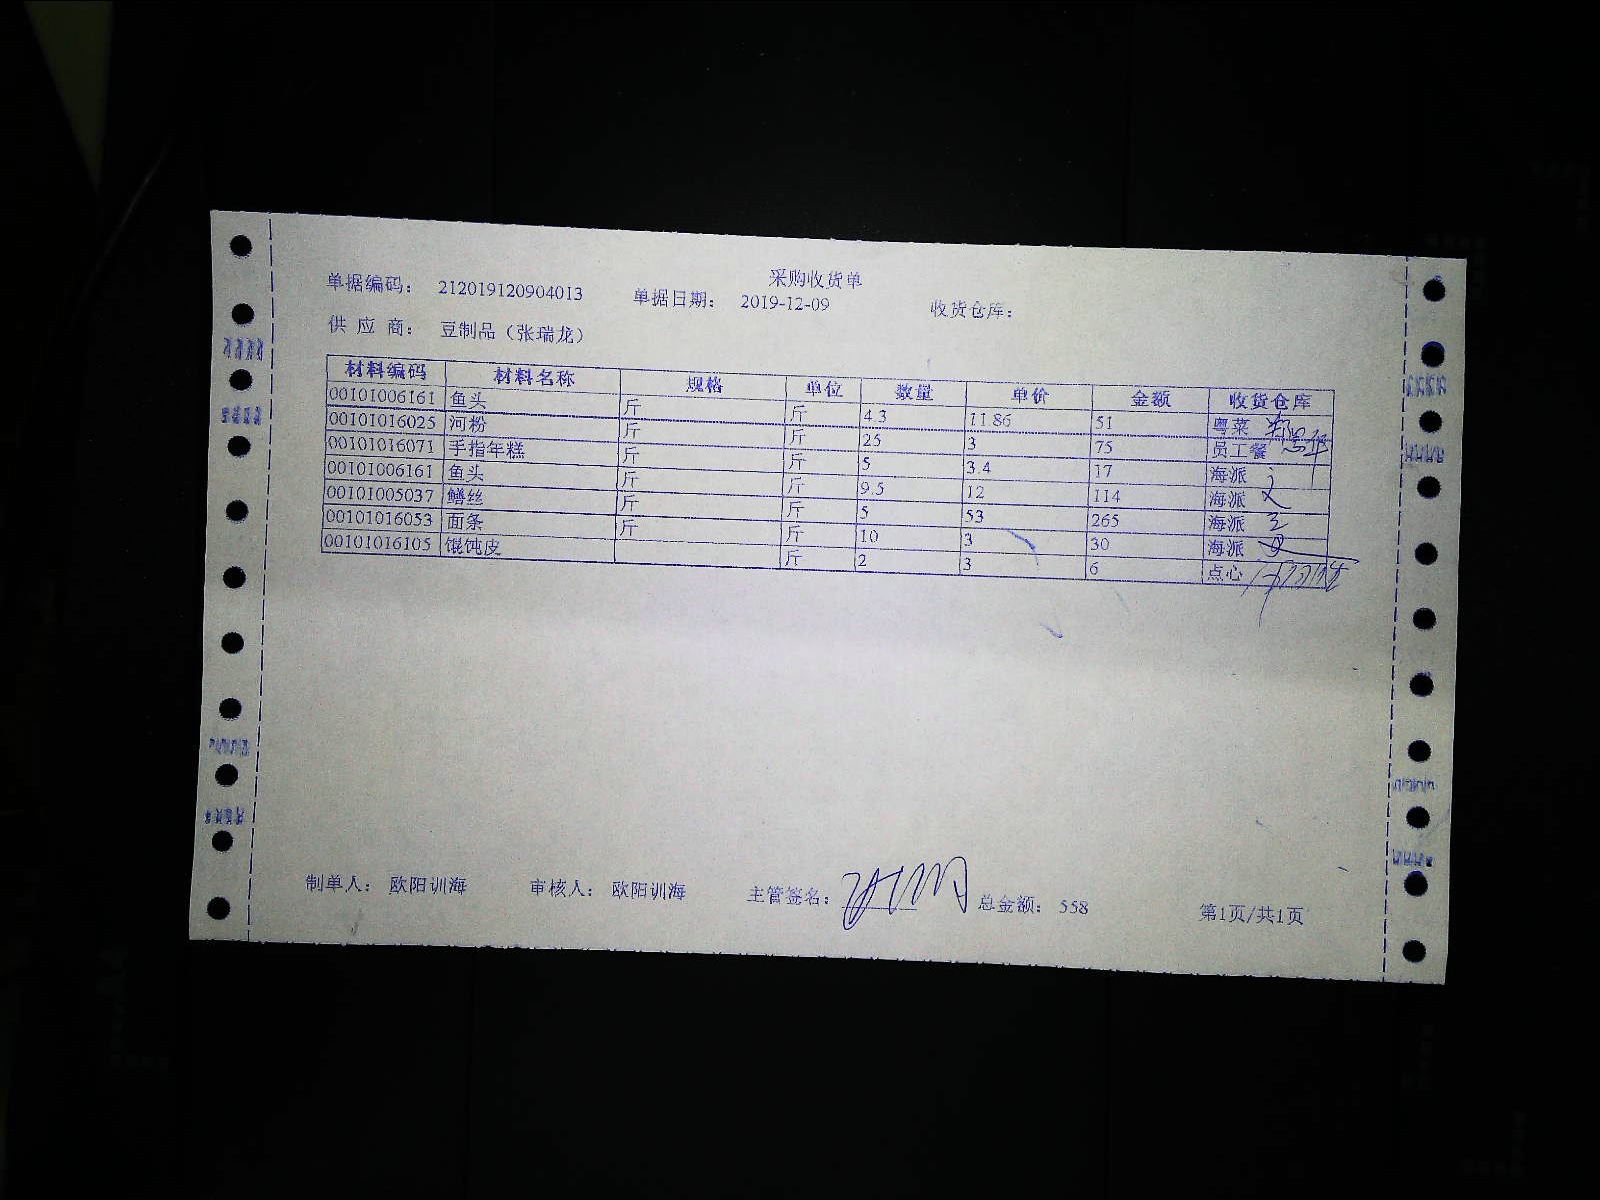 采购收货单
单据编码： 212019120904013 单据日期： 2019-12-09 收货仓库：
供 应 商： 豆制品（张瑞龙）
材料编码 材料名称 规格 单位 数量 单价 金额 收货仓库
00101006161 鱼头 斤 斤 4.3 11.86 51 粤菜
00101016025 河粉 斤 斤 25 3 75 员工餐
00101016071 手指年糕 斤 斤 5 3.4 17 海派
00101006161 鱼头 斤 斤 9.5 12 114 海派
00101005037 鳝丝 斤 斤 5 53 265 海派
00101016053 面条 斤 斤 10 3 30 海派
00101016105 馄饨皮 斤 2 3 6 点心
制单人： 欧阳训海 审核人： 欧阳训海 主管签名： 总金额： 558 第1页/共1页